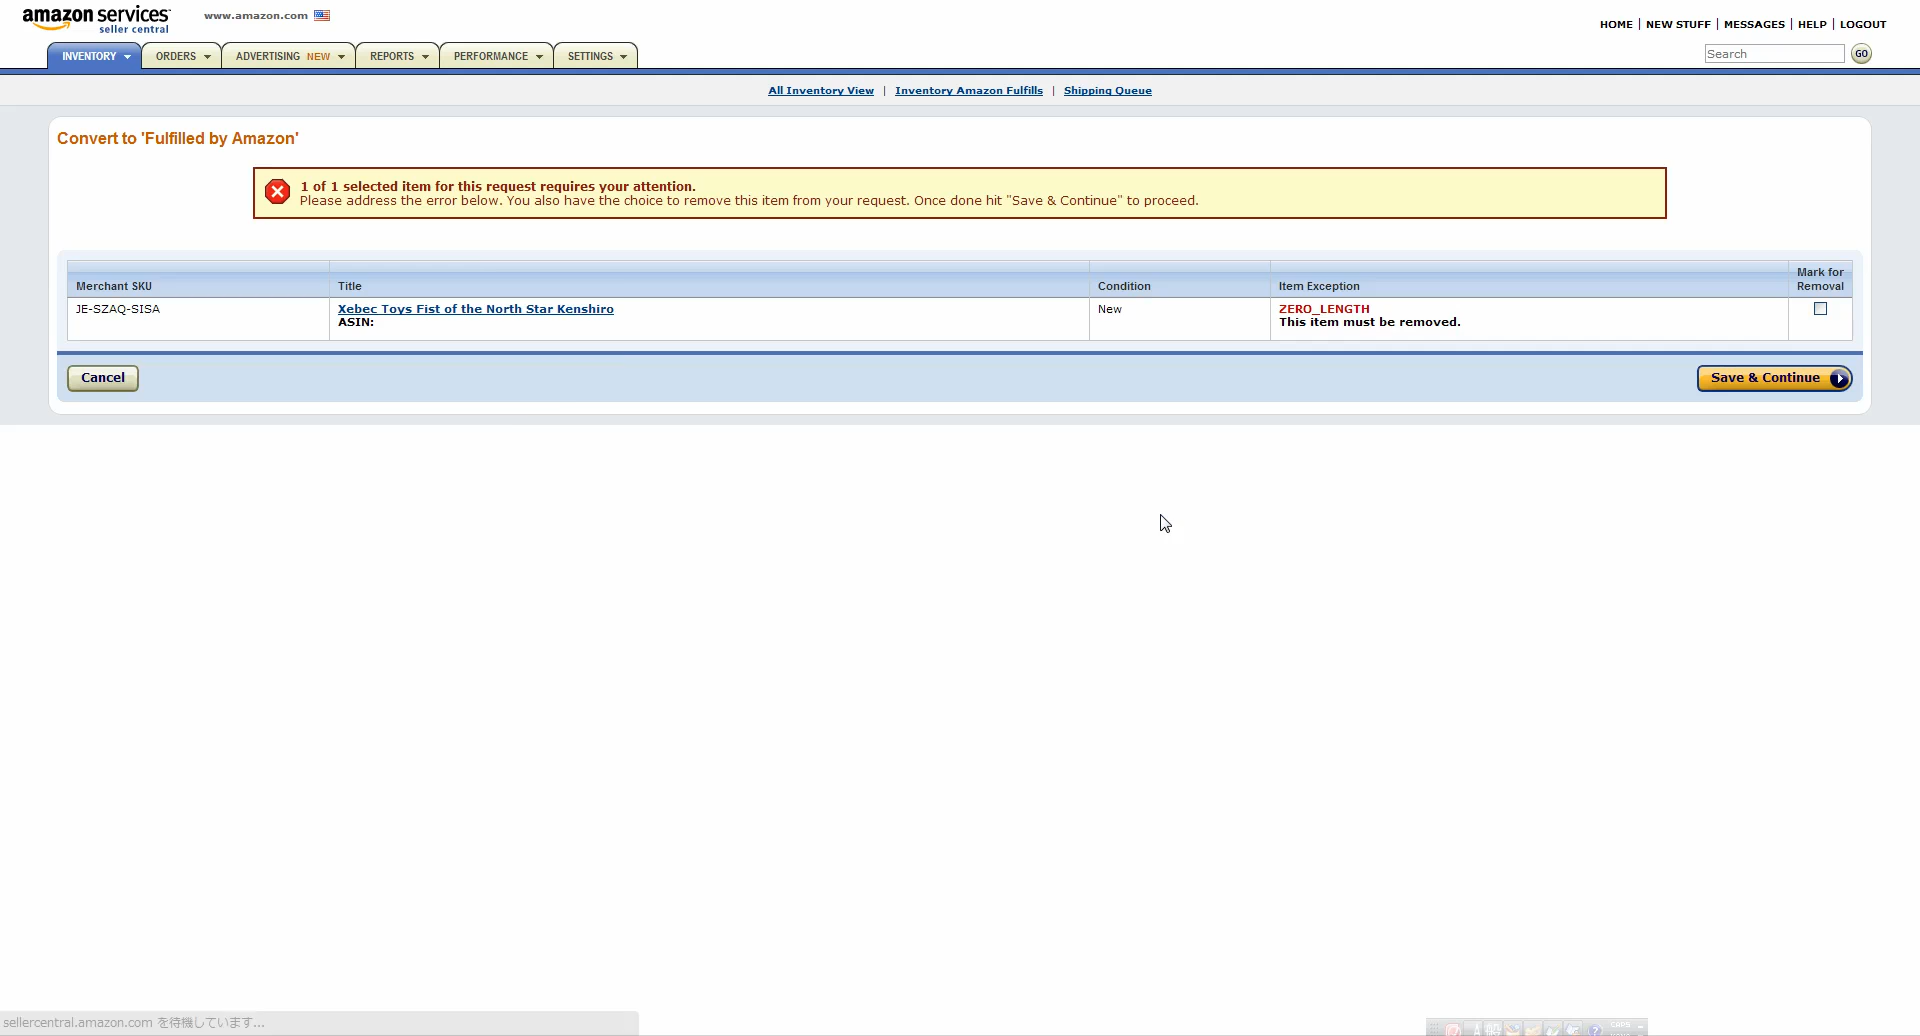 amazon services
seller central
www.amazon.com
HOME | NEW STUFF | MESSAGES | HELP | LOGOUT
INVENTORY
ORDERS
ADVERTISING NEW
REPORTS
PERFORMANCE
SETTINGS
Search
GO
All Inventory View | Inventory Amazon Fulfills | Shipping Queue
Convert to 'Fulfilled by Amazon'
1 of 1 selected item for this request requires your attention.
Please address the error below. You also have the choice to remove this item from your request. Once done hit "Save & Continue" to proceed.
Merchant SKU
Title
Condition
Item Exception
Mark for
Removal
JE-SZAQ-SISA
Xebec Toys Fist of the North Star Kenshiro
ASIN:
New
ZERO_LENGTH
This item must be removed.
Cancel
Save & Continue
sellercentral.amazon.com を待機しています...